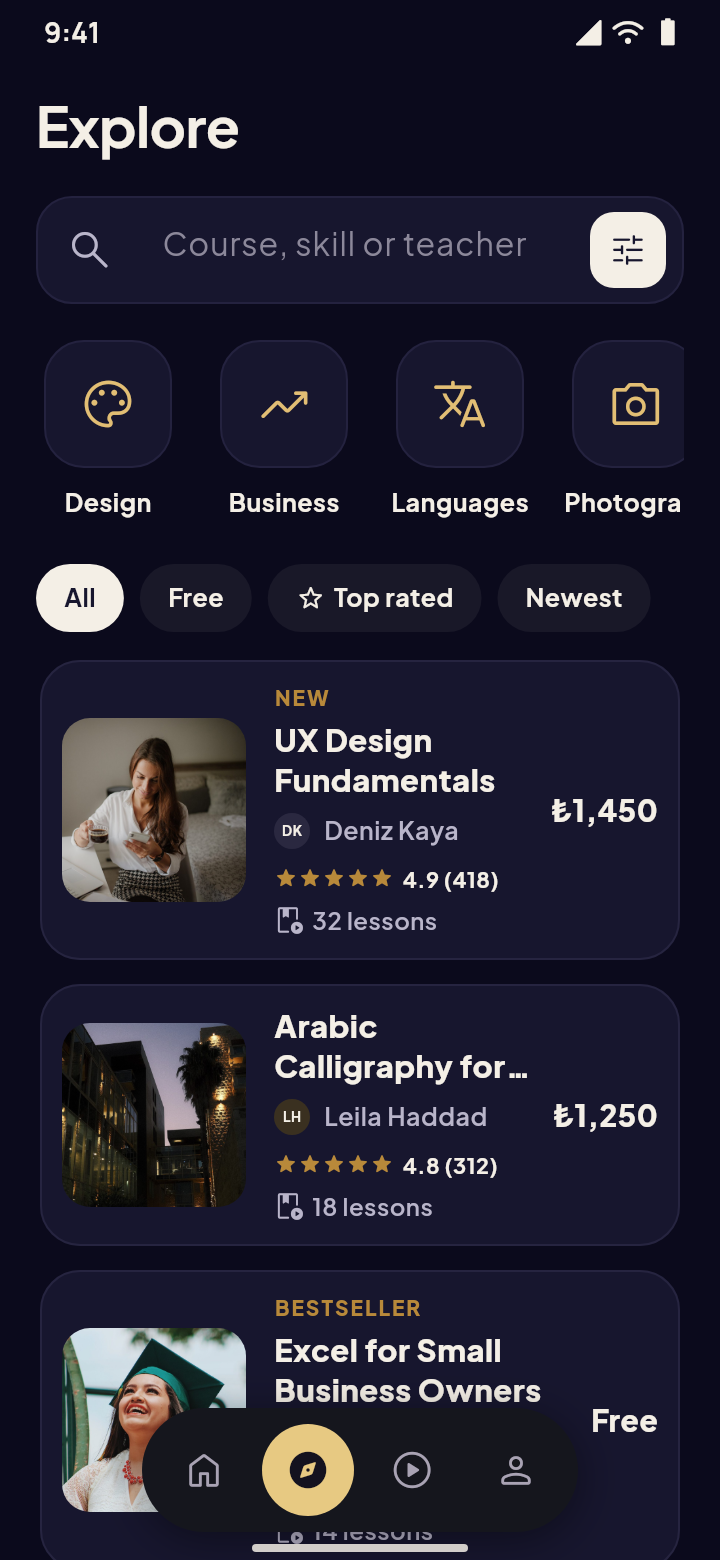 9:41
Explore
Course, skill or teacher
Design
Business
Languages
Photogra
All
Free
Top rated
Newest
NEW
UX Design
Fundamentals
DK
Deniz Kaya
₺1,450
4.9 (418)
32 lessons
Arabic
Calligraphy for…
LH
Leila Haddad
₺1,250
4.8 (312)
18 lessons
BESTSELLER
Excel for Small
Business Owners
Free
14 lessons